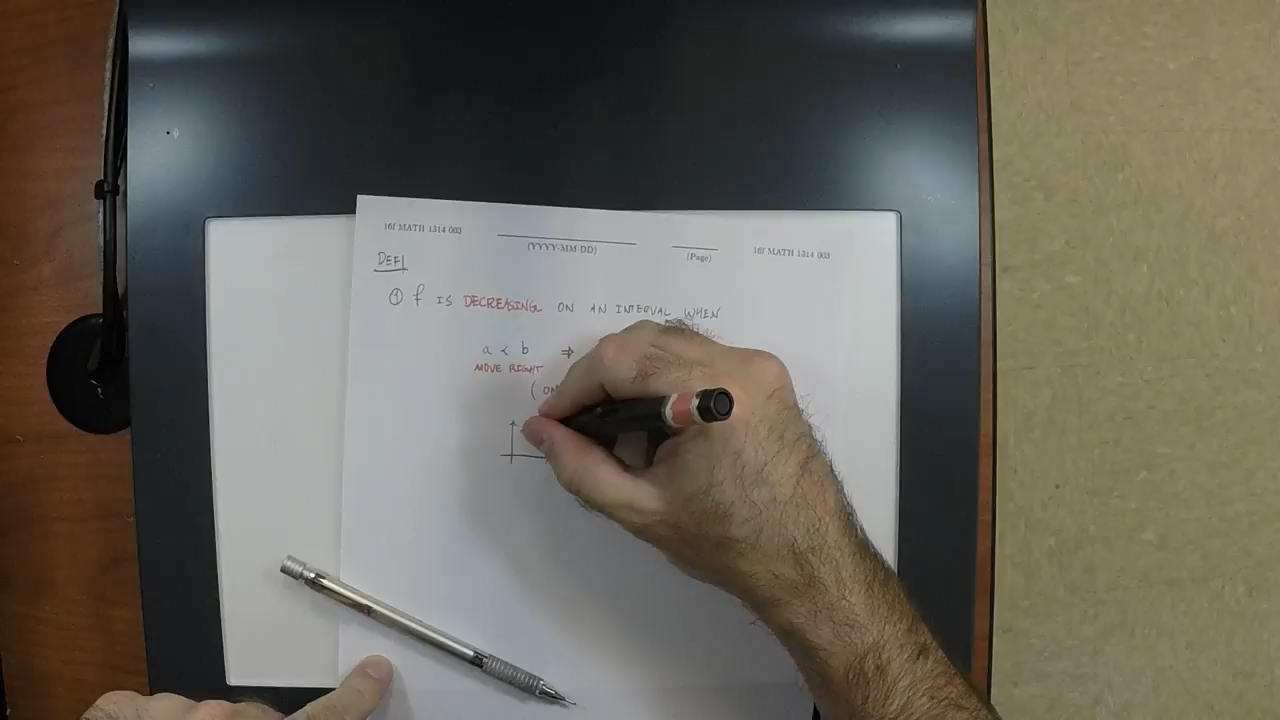 16f MATH 1314 003
(YYYY-MM-DD)
(Page)
16f MATH 1314 003
DEF
① f IS DECREASING ON AN INTERVAL WHEN
a < b ⇒
MOVE RIGHT